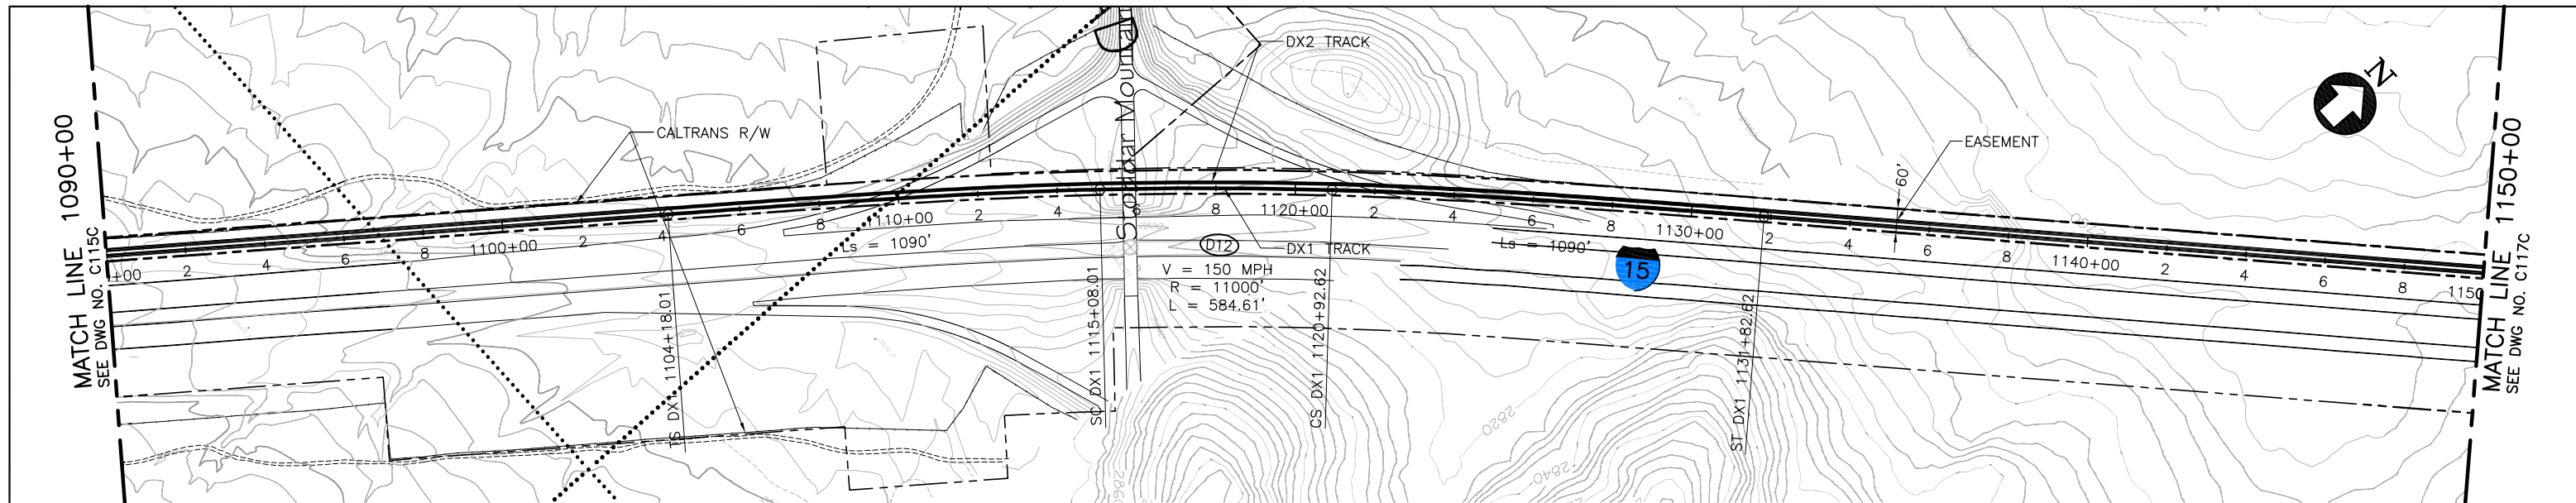 MATCH LINE 1090+00
SEE DWG NO. C115C
CALTRANS R/W
DX2 TRACK
EASEMENT
60'
N
MATCH LINE 1150+00
SEE DWG NO. C117C
+00 2 4 6 8 1100+00 2 4 6 8 1110+00 2 4 6 8 1120+00 2 4 6 8 1130+00 2 4 6 8 1140+00 2 4 6 8 1150
Ls = 1090'
D12
DX1 TRACK
Ls = 1090'
15
V = 150 MPH
R = 11000'
L = 584.61'
TS DX1 1104+18.01
SC DX1 1115+08.01
CS DX1 1120+92.62
ST DX1 1131+82.62
2820
2840